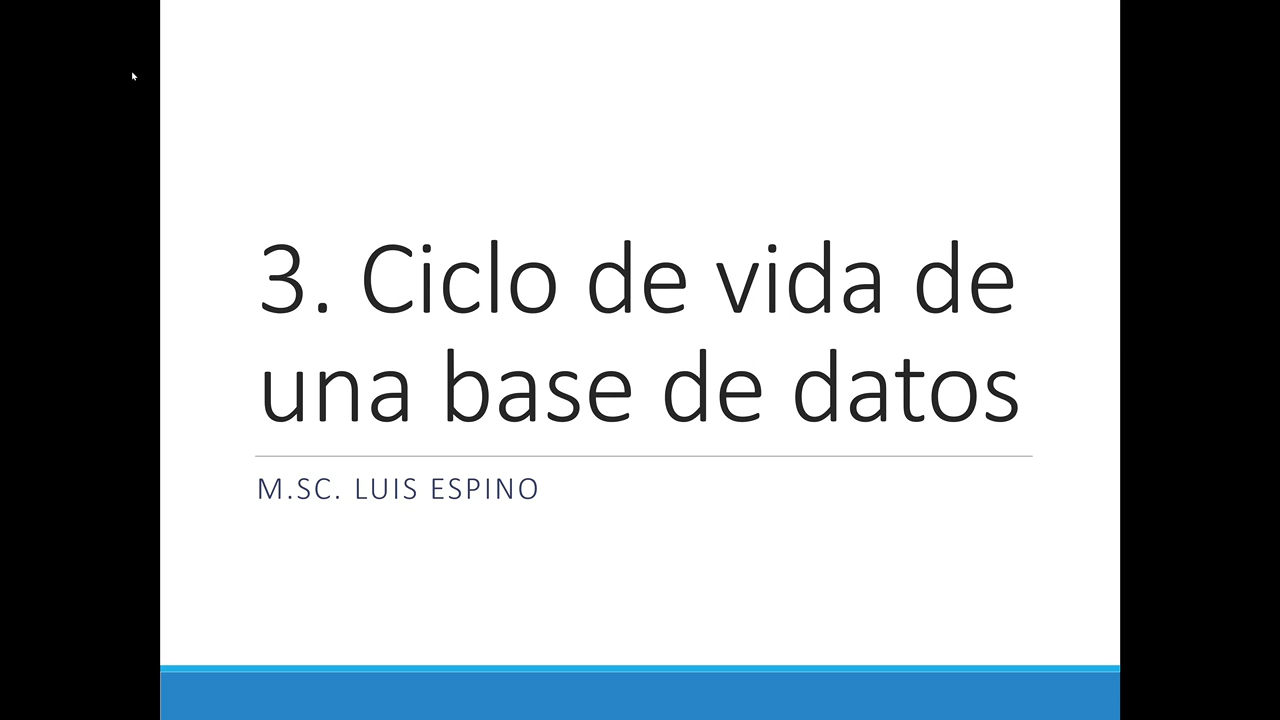 3. Ciclo de vida de
una base de datos
M.SC. LUIS ESPINO